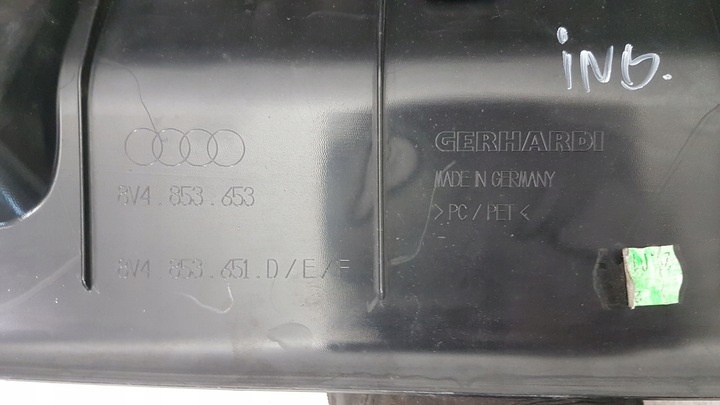 iND.
GERHARDI
8V4.853.653
MADE IN GERMANY
>PC/PET<
8V4 853.651.D/E/F